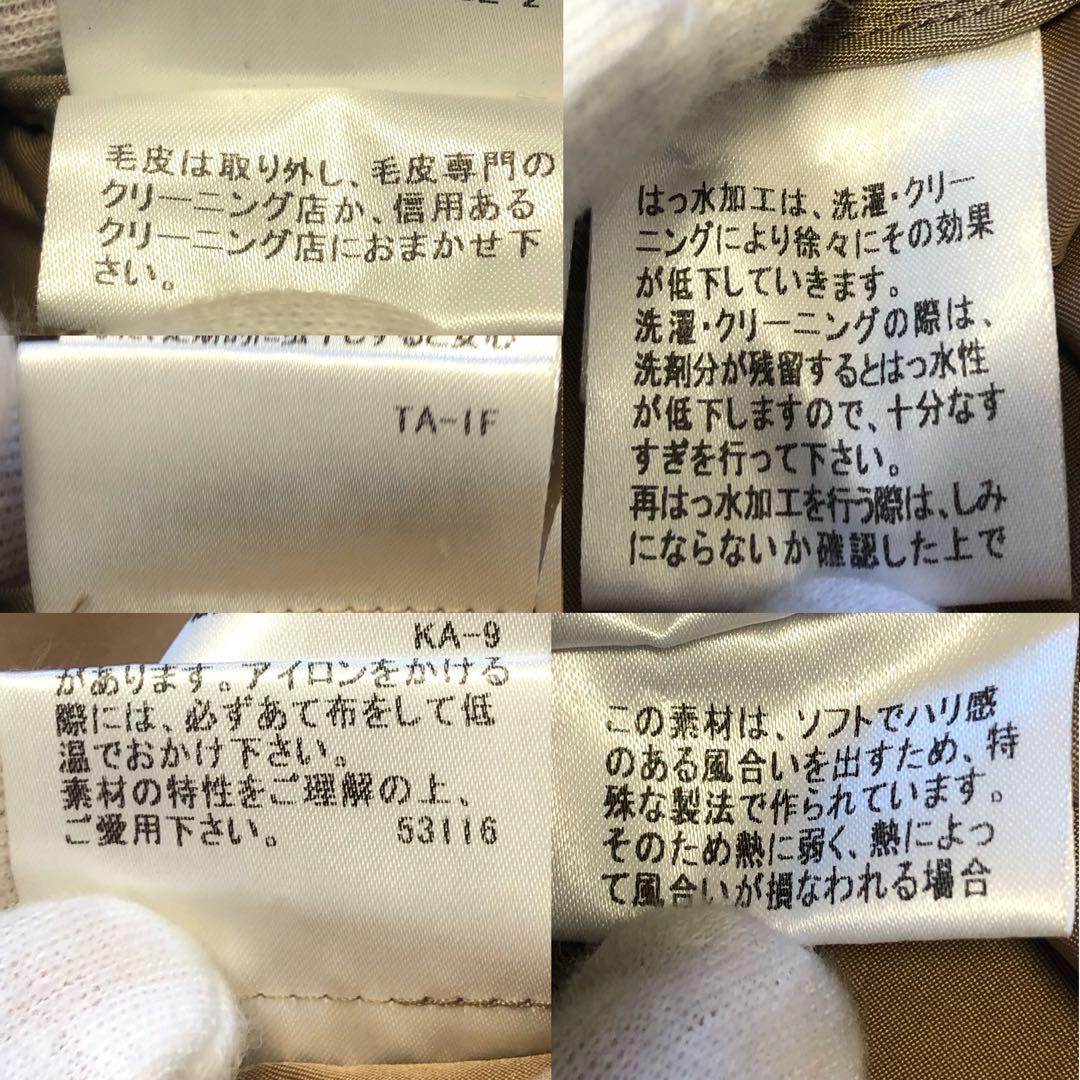 毛皮は取り外し、毛皮専門の
クリーニング店か、信用ある
クリーニング店におまかせ下
さい。
TA-1F
はっ水加工は、洗濯・クリー
ニングにより徐々にその効果
が低下していきます。
洗濯・クリーニングの際は、
洗剤分が残留するとはっ水性
が低下しますので、十分なす
すぎを行って下さい。
再はっ水加工を行う際は、しみ
にならないか確認した上で
KA-9
があります。アイロンをかける
際には、必ずあて布をして低
温でおかけ下さい。
素材の特性をご理解の上、
ご愛用下さい。 53116
この素材は、ソフトでハリ感
のある風合いを出すため、特
殊な製法で作られています。
そのため熱に弱く、熱によっ
て風合いが損なわれる場合